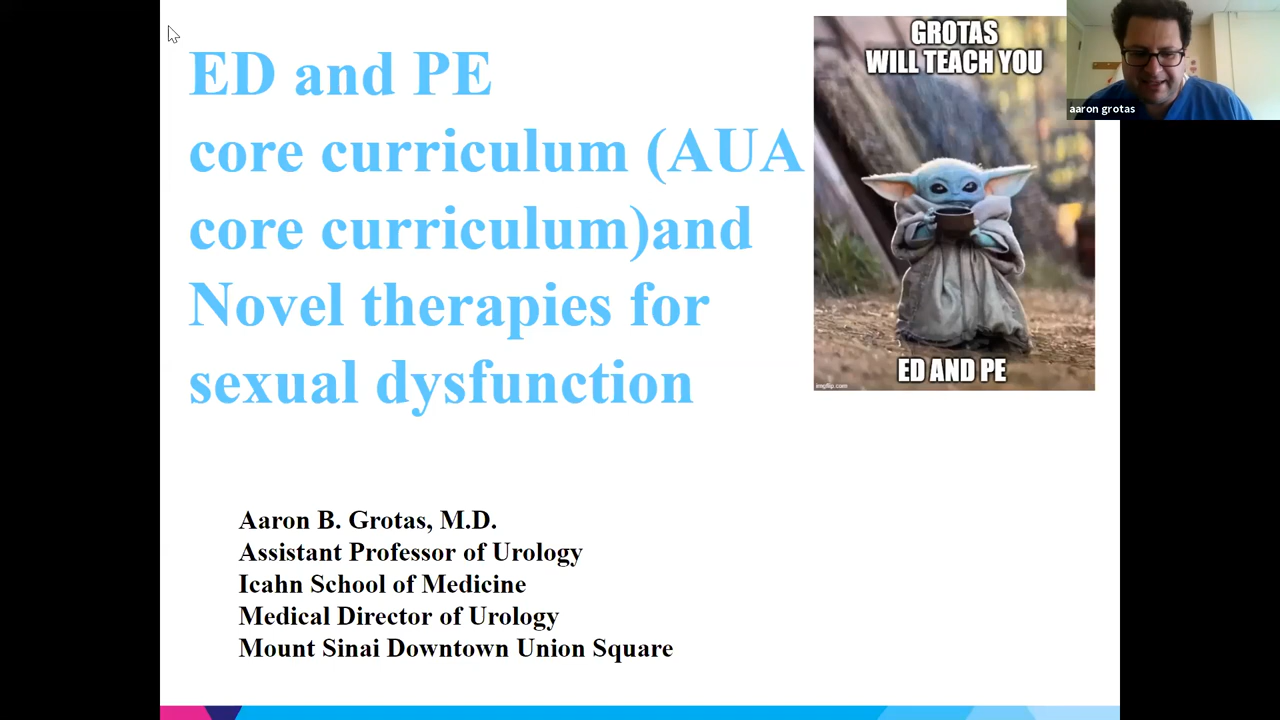 ED and PE
core curriculum (AUA
core curriculum)and
Novel therapies for
sexual dysfunction
GROTAS
WILL TEACH YOU
ED AND PE
imgflip.com
aaron grotas
Aaron B. Grotas, M.D.
Assistant Professor of Urology
Icahn School of Medicine
Medical Director of Urology
Mount Sinai Downtown Union Square